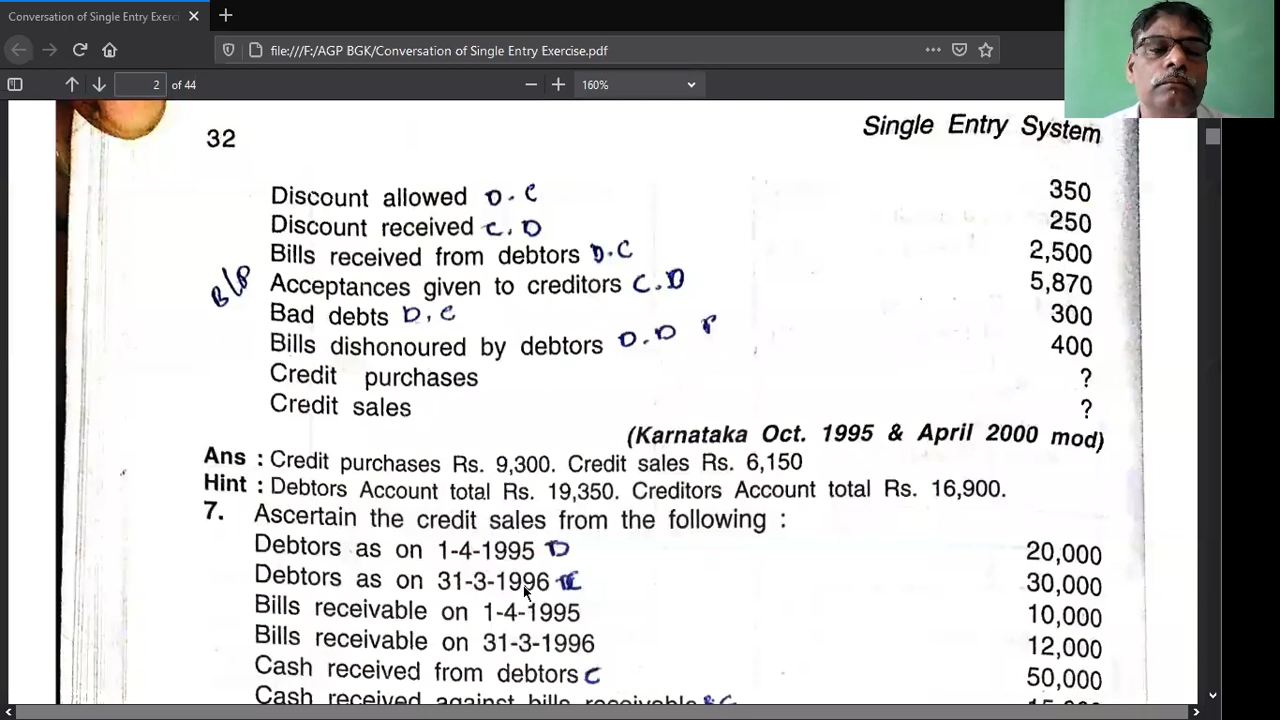 Conversation of Single Entry Exerc
file:///F:/AGP BGK/Conversation of Single Entry Exercise.pdf
2 of 44
160%
32 Single Entry System
Discount allowed D.C 350
Discount received C.D 250
Bills received from debtors D.C 2,500
B/P Acceptances given to creditors C.D 5,870
Bad debts D.C 300
Bills dishonoured by debtors D.D 400
Credit purchases ?
Credit sales ?
(Karnataka Oct. 1995 & April 2000 mod)
Ans : Credit purchases Rs. 9,300. Credit sales Rs. 6,150
Hint : Debtors Account total Rs. 19,350. Creditors Account total Rs. 16,900.
7. Ascertain the credit sales from the following :
Debtors as on 1-4-1995 D 20,000
Debtors as on 31-3-1996 30,000
Bills receivable on 1-4-1995 10,000
Bills receivable on 31-3-1996 12,000
Cash received from debtors C 50,000
Cash received against bills receivable